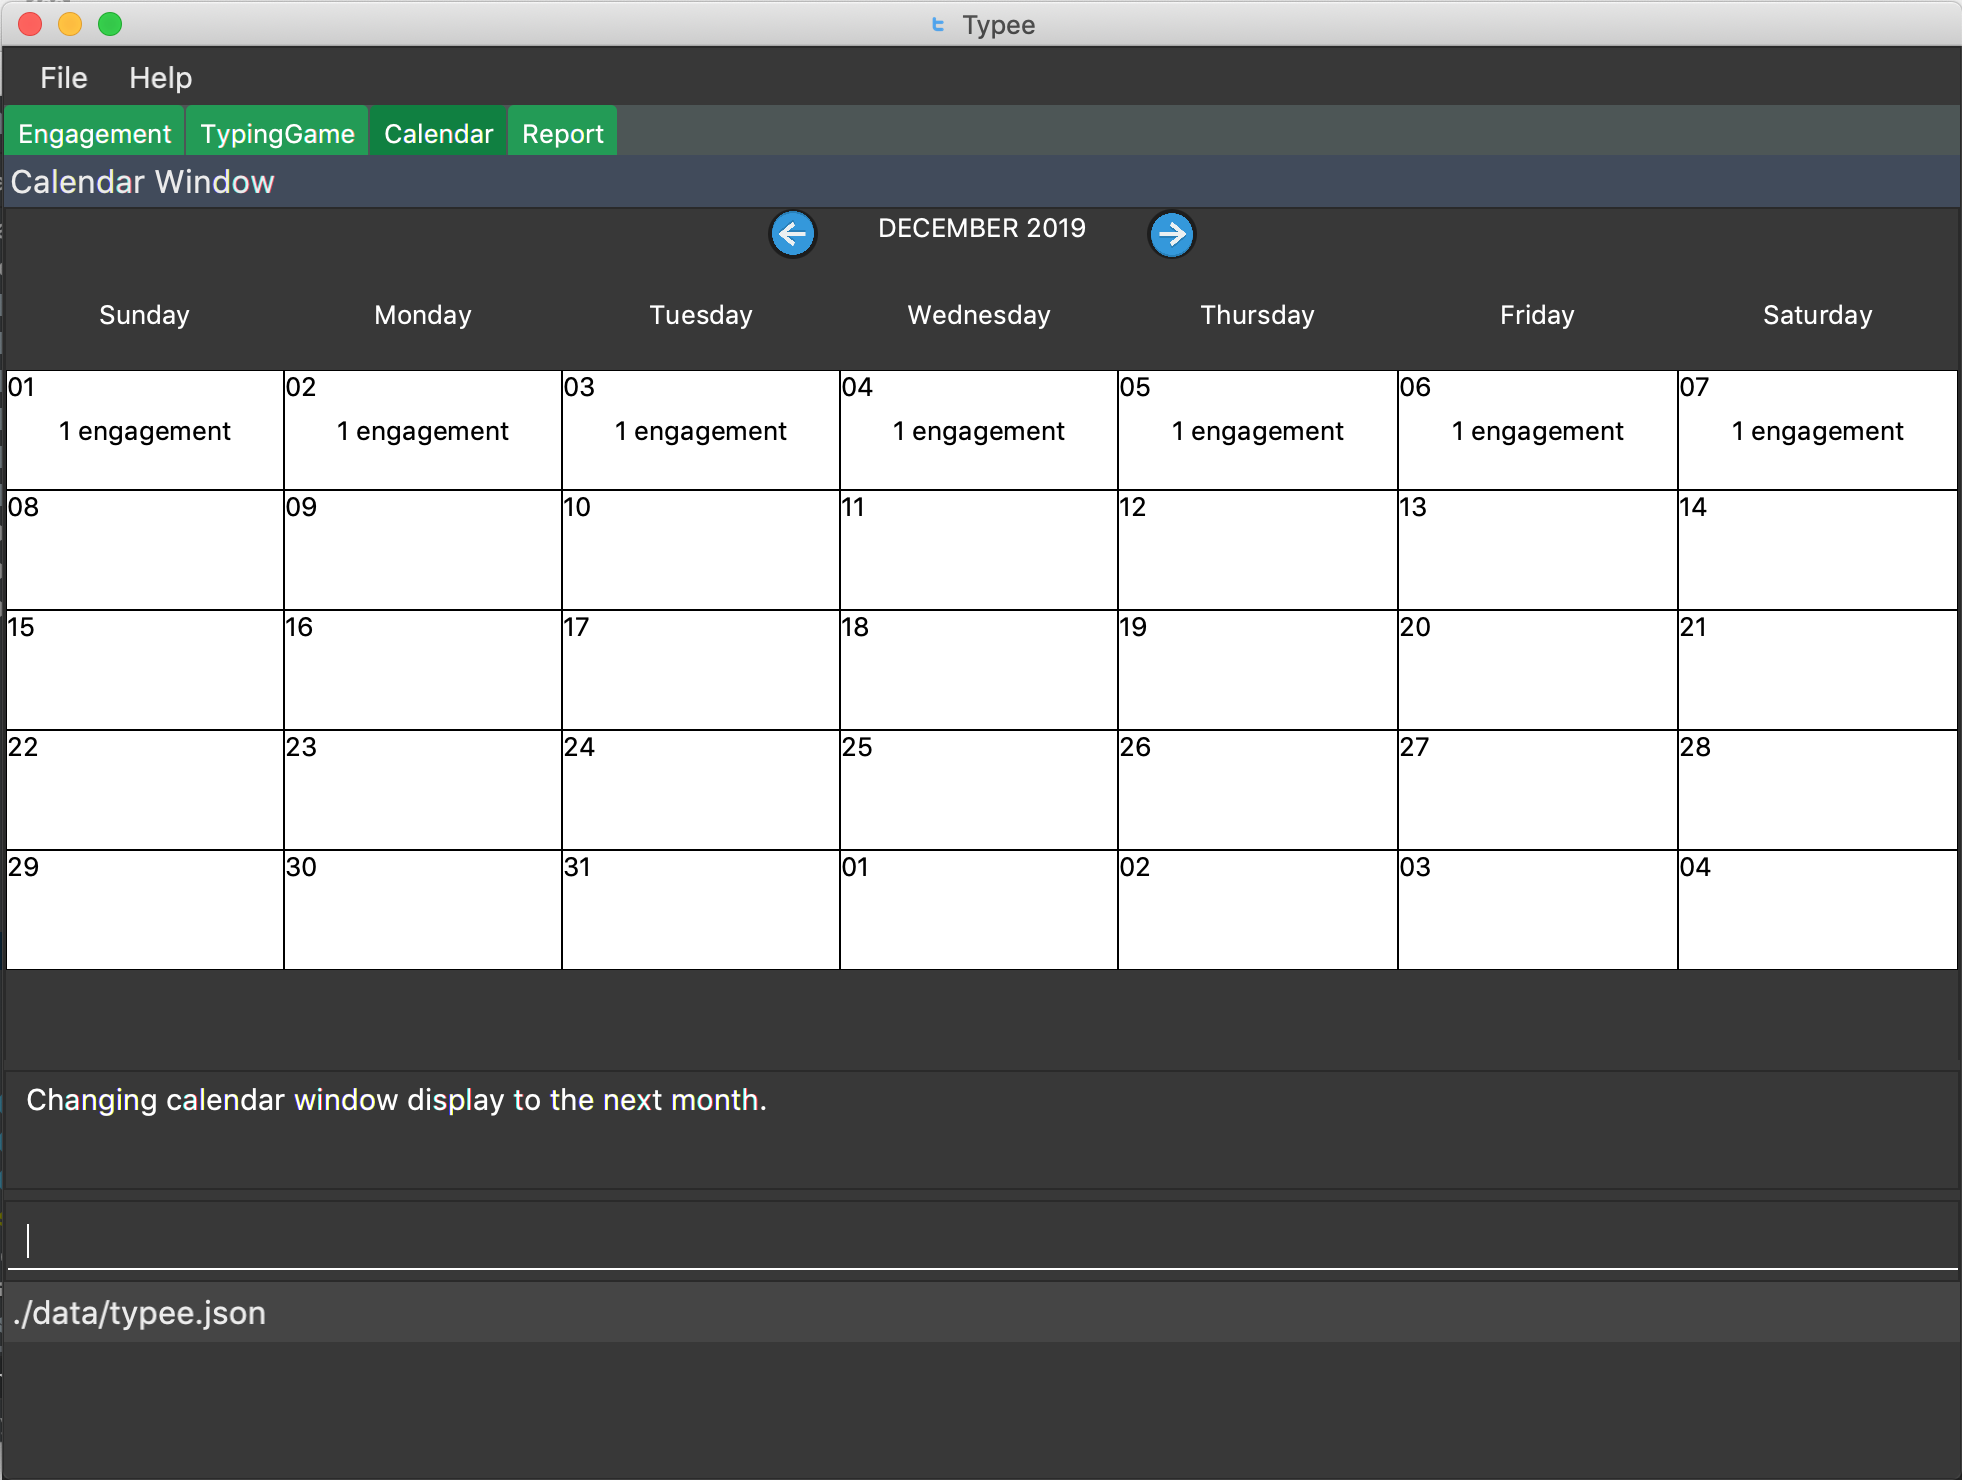 Typee
File Help
Engagement TypingGame Calendar Report
Calendar Window
DECEMBER 2019
Sunday Monday Tuesday Wednesday Thursday Friday Saturday
01 02 03 04 05 06 07
1 engagement 1 engagement 1 engagement 1 engagement 1 engagement 1 engagement 1 engagement
08 09 10 11 12 13 14
15 16 17 18 19 20 21
22 23 24 25 26 27 28
29 30 31 01 02 03 04
Changing calendar window display to the next month.
./data/typee.json